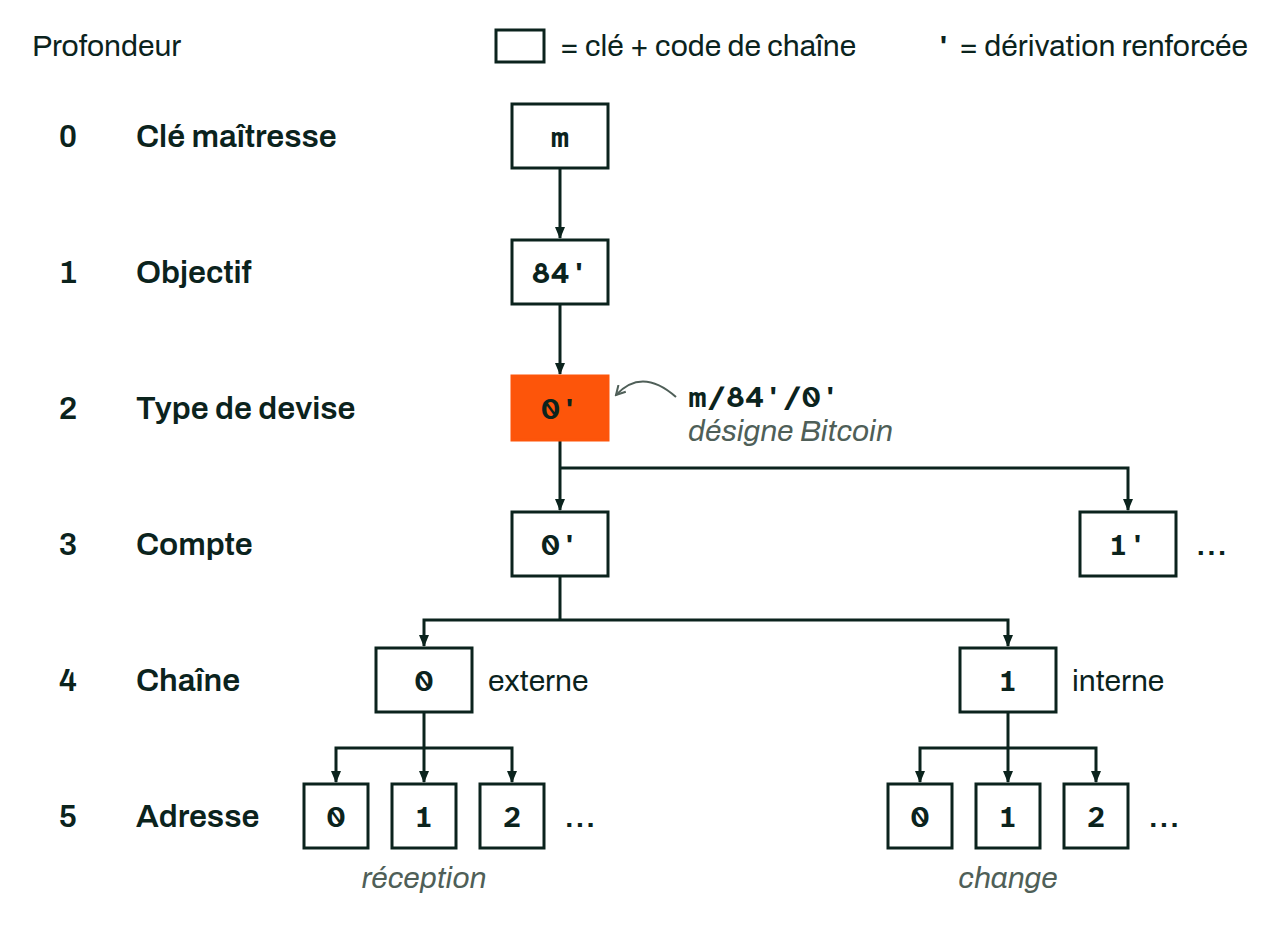 Profondeur
= clé + code de chaîne
' = dérivation renforcée
0 Clé maîtresse m
1 Objectif 84'
2 Type de devise 0' m/84'/0'
désigne Bitcoin
3 Compte 0' 1' ...
4 Chaîne 0 externe 1 interne
5 Adresse 0 1 2 ... 0 1 2 ...
réception change